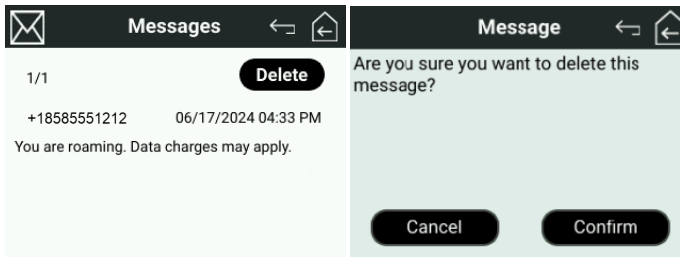 Messages
1/1
Delete
+18585551212 06/17/2024 04:33 PM
You are roaming. Data charges may apply.
Message
Are you sure you want to delete this
message?
Cancel Confirm